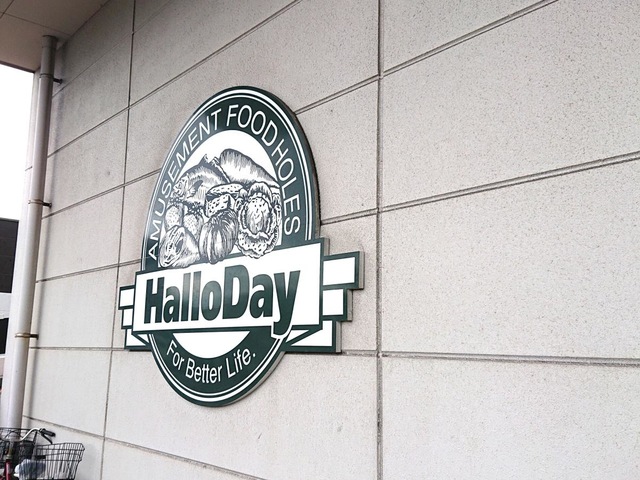 AMUSEMENT FOOD HOLES
HalloDay
For Better Life.